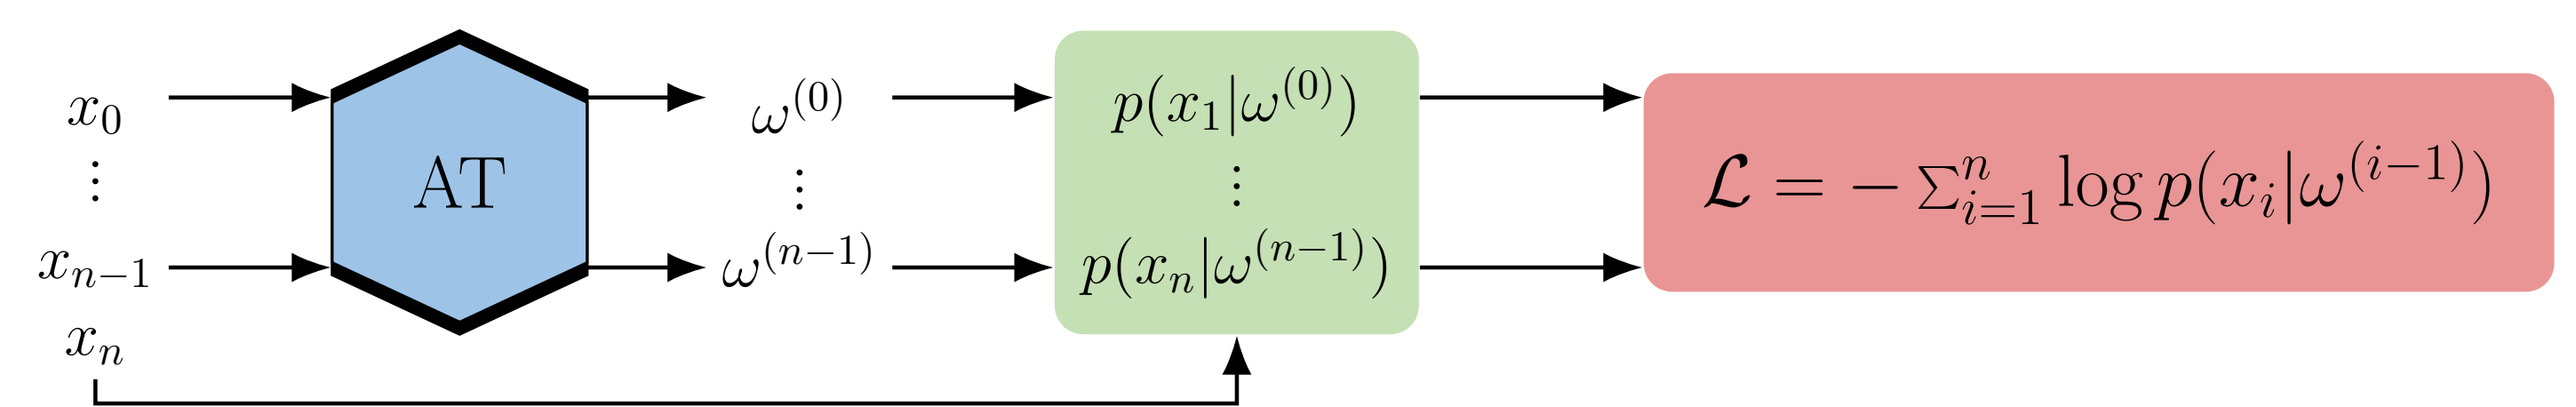 x_0
⋮
x_{n-1}
x_n
AT
ω^{(0)}
⋮
ω^{(n-1)}
p(x_1|ω^{(0)})
⋮
p(x_n|ω^{(n-1)})
ℒ = − ∑_{i=1}^{n} log p(x_i|ω^{(i-1)})